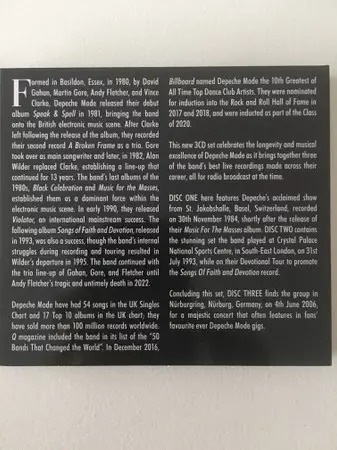 Formed in Basildon, Essex, in 1980, by David
Gahan, Martin Gore, Andy Fletcher, and Vince
Clarke, Depeche Mode released their debut
album Speak & Spell in 1981, bringing the band
onto the British electronic music scene. After Clarke
left following the release of the album, they recorded
their second record A Broken Frame as a trio. Gore
took over as main songwriter and later, in 1982, Alan
Wilder replaced Clarke, establishing a line-up that
continued for 13 years. The band's last albums of the
1980s, Black Celebration and Music for the Masses,
established them as a dominant force within the
electronic music scene. In early 1990, they released
Violator, an international mainstream success. The
following album Songs of Faith and Devotion, released
in 1993, was also a success, though the band's internal
struggles during recording and touring resulted in
Wilder's departure in 1995. The band continued with
the trio line-up of Gahan, Gore, and Fletcher until
Andy Fletcher's tragic and untimely death in 2022.
Depeche Mode have had 54 songs in the UK Singles
Chart and 17 Top 10 albums in the UK chart; they
have sold more than 100 million records worldwide.
Q magazine included the band in its list of the "50
Bands That Changed the World". In December 2016,
Billboard named Depeche Mode the 10th Greatest of
All Time Top Dance Club Artists. They were nominated
for induction into the Rock and Roll Hall of Fame in
2017 and 2018, and were inducted as part of the Class
of 2020.
This new 3CD set celebrates the longevity and musical
excellence of Depeche Mode as it brings together three
of the band's best live recordings made across their
career, all for radio broadcast at the time.
DISC ONE here features Depeche's acclaimed show
from St. Jakobshalle, Basel, Switzerland, recorded
on 30th November 1984, shortly after the release of
their Music For The Masses album. DISC TWO contains
the stunning set the band played at Crystal Palace
National Sports Centre, in South-East London, on 31st
July 1993, while on their Devotional Tour to promote
the Songs Of Faith and Devotion record.
Concluding this set, DISC THREE finds the group in
Nürburgring, Nürburg, Germany, on 4th June 2006,
for a majestic concert that often features in fans'
favourite ever Depeche Mode gigs.